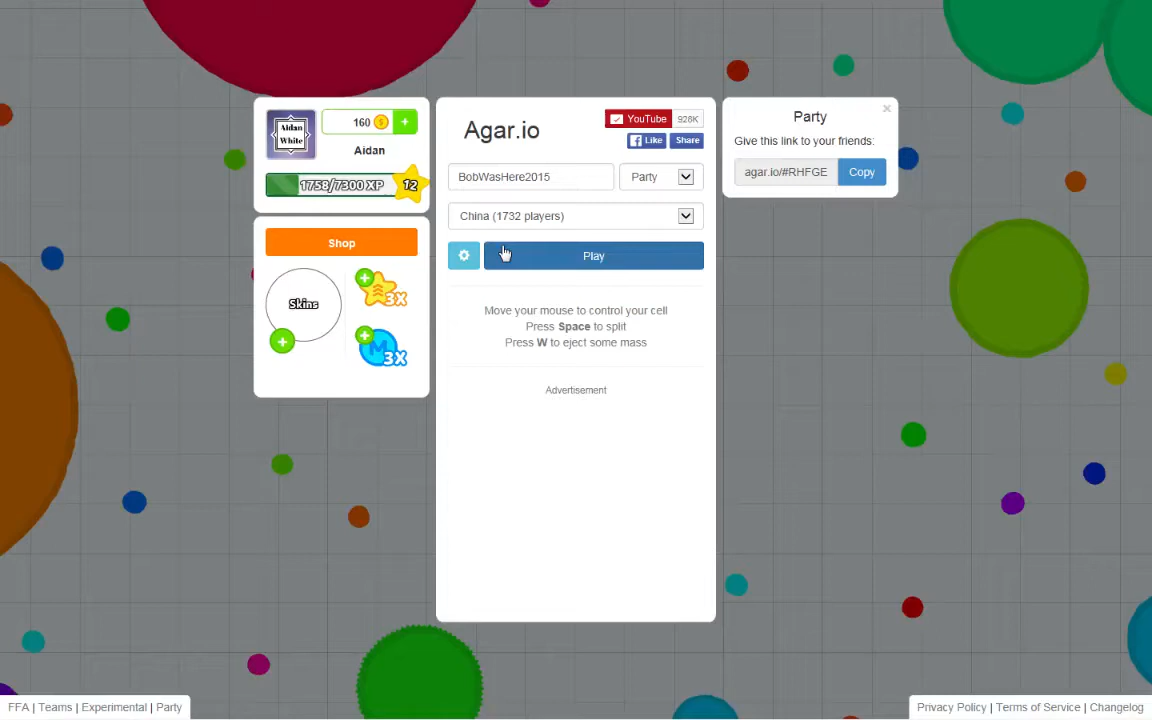 Aidan
White
160
+
Aidan
1758/7300 XP
12
Shop
Skins
+
+
3X
+
M
3X
Agar.io
YouTube 928K
Like Share
BobWasHere2015
Party
China (1732 players)
Play
Move your mouse to control your cell
Press Space to split
Press W to eject some mass
Advertisement
Party
×
Give this link to your friends:
agar.io/#RHFGE
Copy
FFA | Teams | Experimental | Party
Privacy Policy | Terms of Service | Changelog